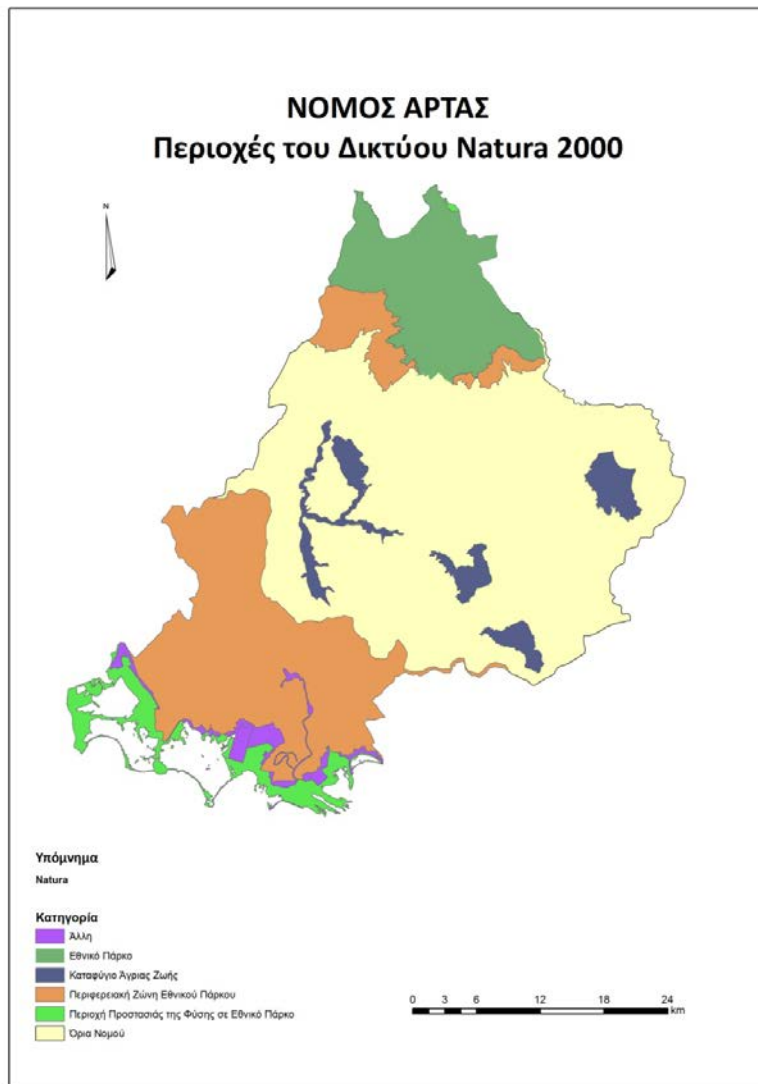 ΝΟΜΟΣ ΑΡΤΑΣ
Περιοχές του Δικτύου Natura 2000
N
Υπόμνημα
Natura
Κατηγορία
Άλλη
Εθνικό Πάρκο
Καταφύγιο Άγριας Ζωής
Περιφερειακή Ζώνη Εθνικού Πάρκου
Περιοχή Προστασιάς της Φύσης σε Εθνικό Πάρκο
Όρια Νομού
0 3 6 12 18 24
km